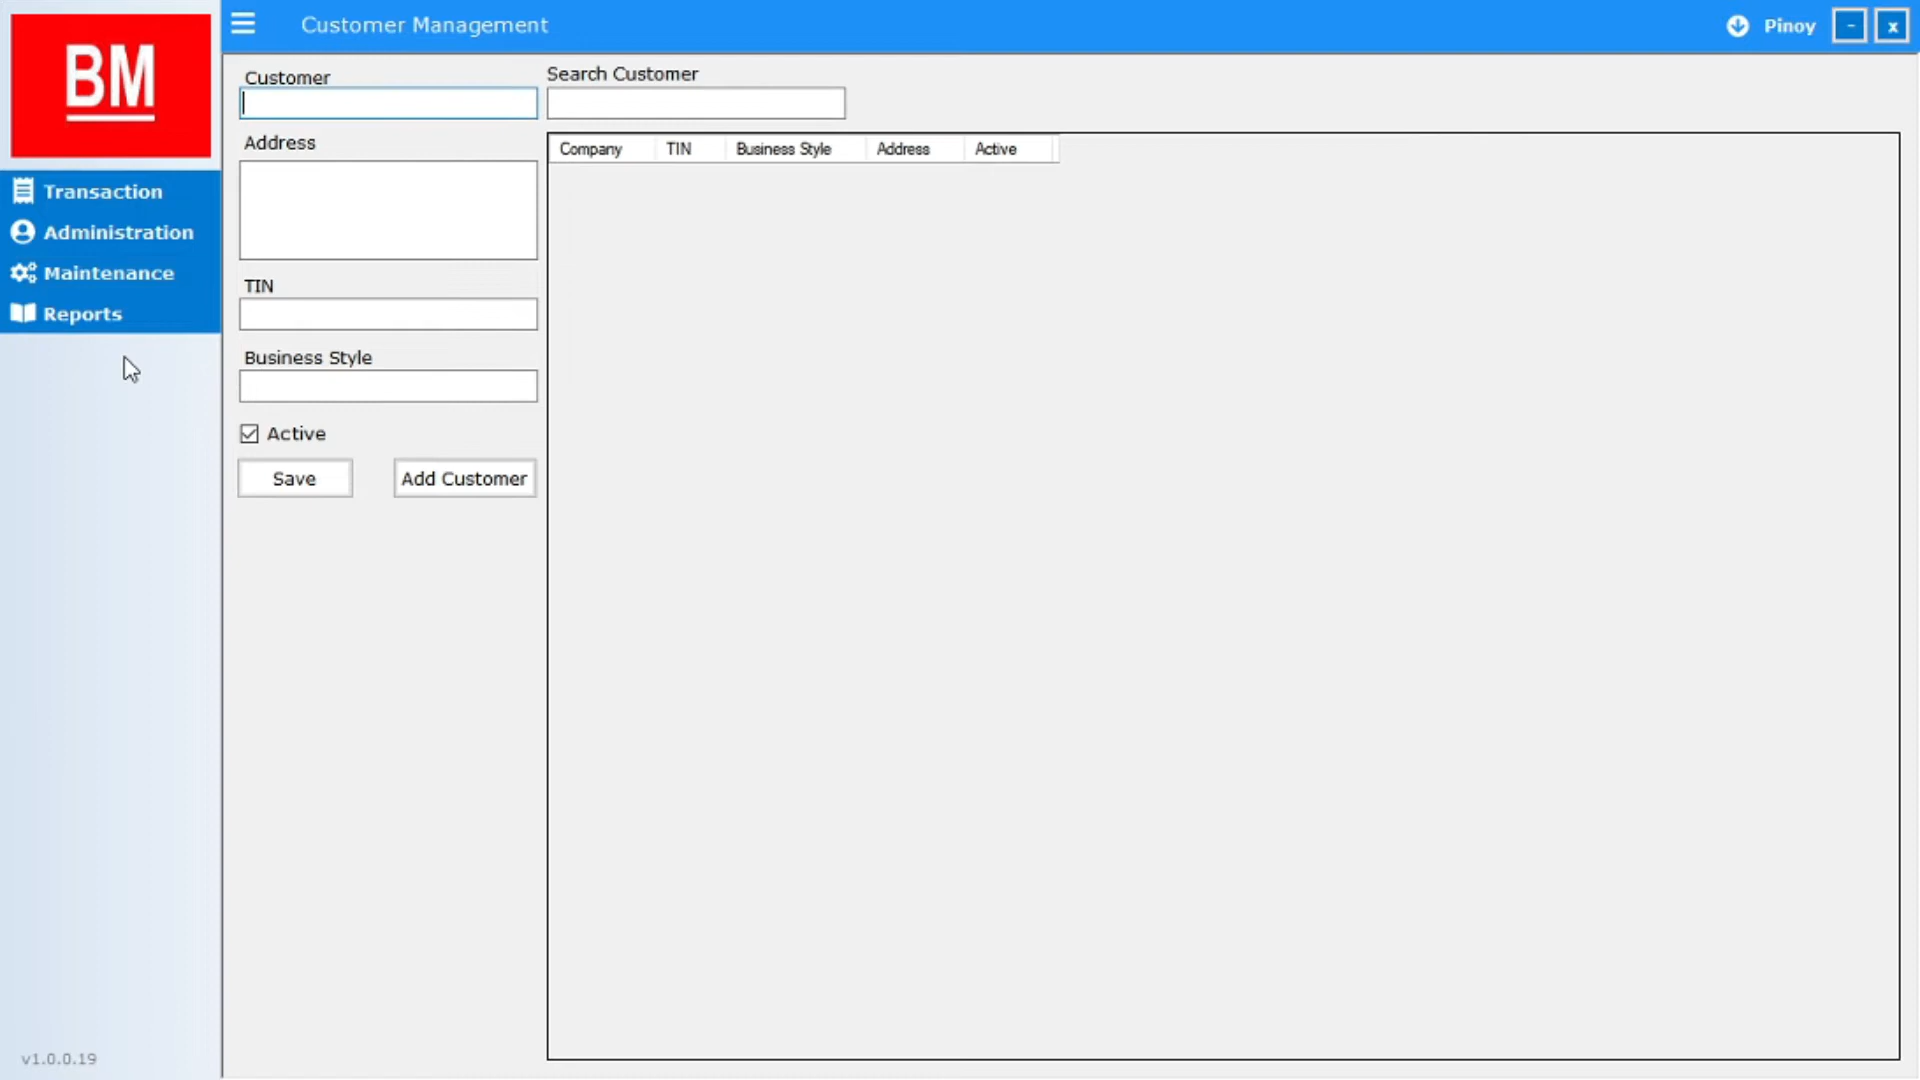 BM
Customer Management
Pinoy
-
x
Transaction
Administration
Maintenance
Reports
v1.0.0.19
Customer
Address
TIN
Business Style
Active
Save
Add Customer
Search Customer
Company
TIN
Business Style
Address
Active